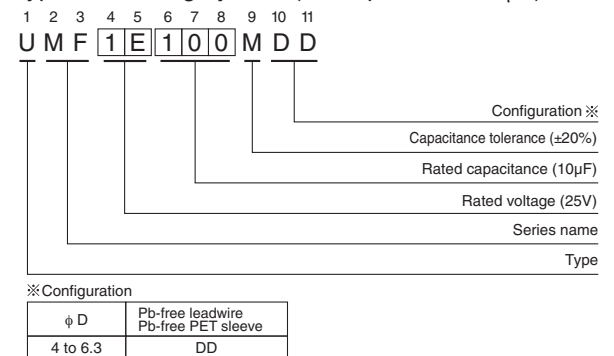 1 2 3 4 5 6 7 8 9 10 11
U M F 1 E 1 0 0 M D D
Configuration ※
Capacitance tolerance (±20%)
Rated capacitance (10µF)
Rated voltage (25V)
Series name
Type
※Configuration
ϕ D
Pb-free leadwire
Pb-free PET sleeve
4 to 6.3
DD